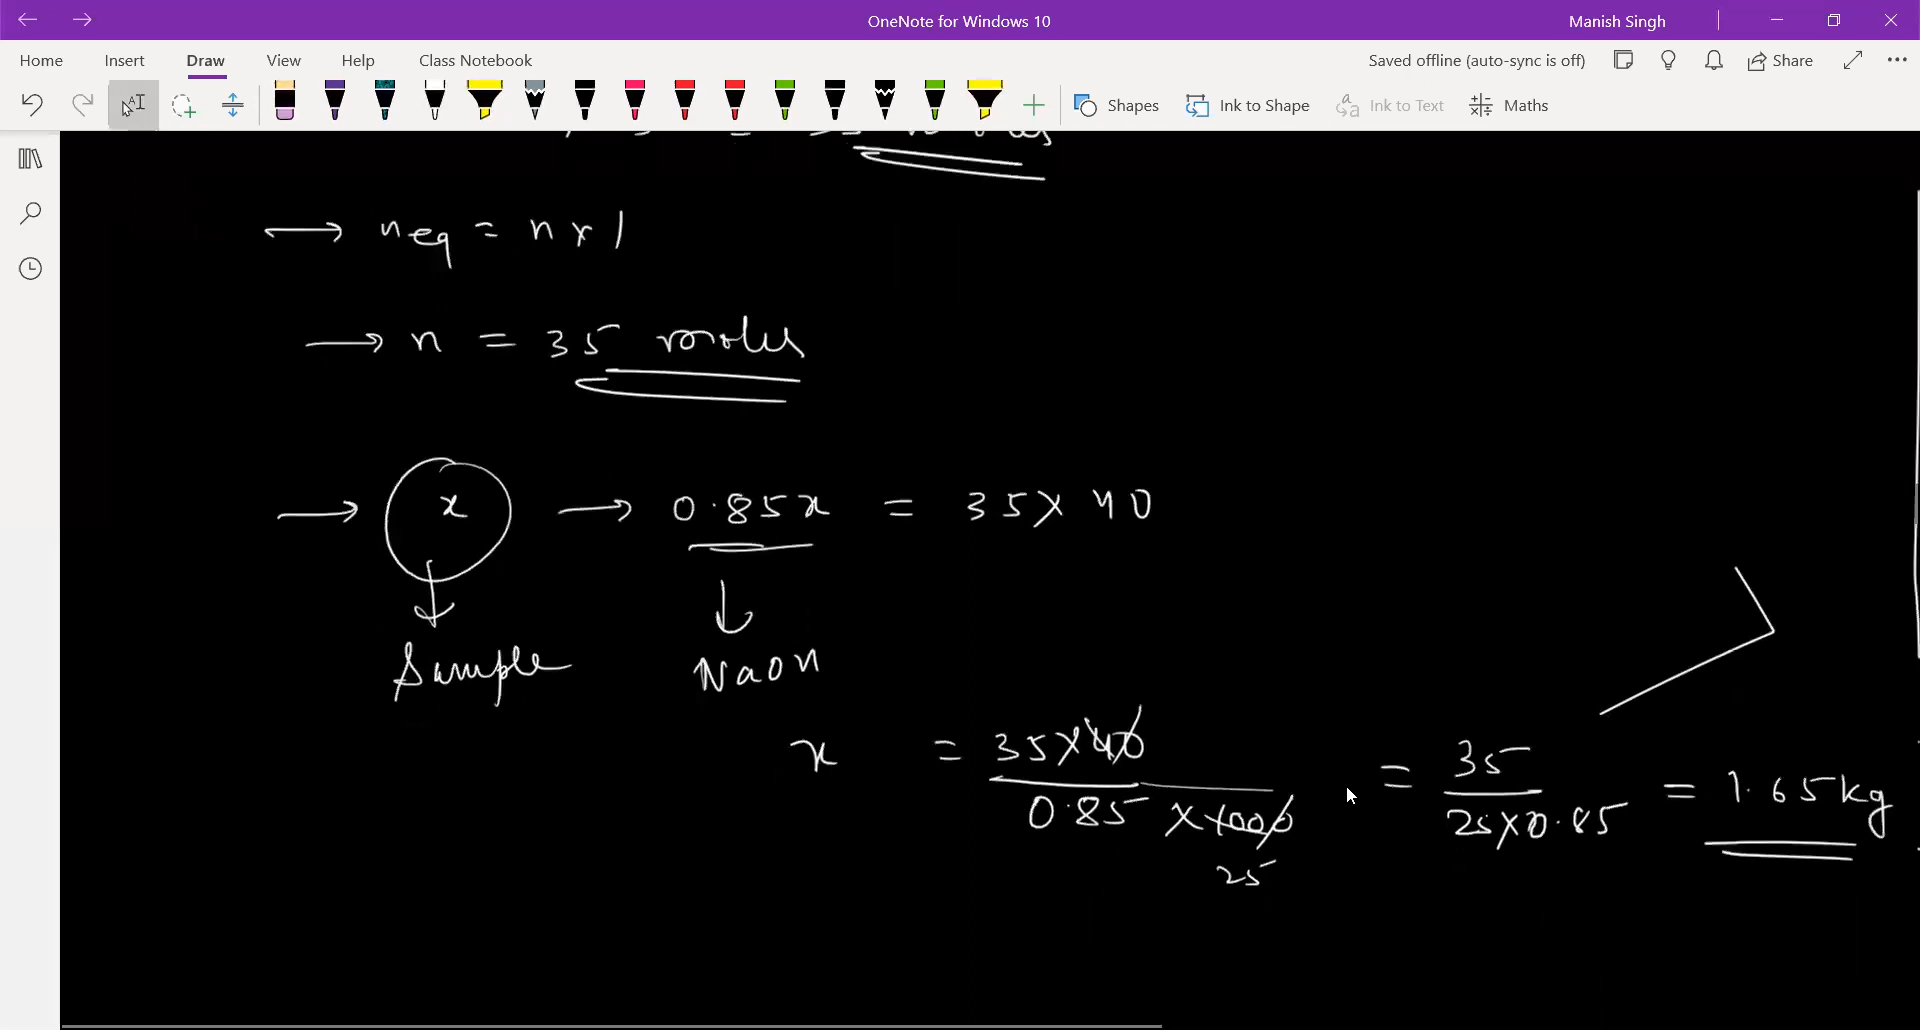 OneNote for Windows 10 Manish Singh
Home Insert Draw View Help Class Notebook Saved offline (auto-sync is off) Share
Shapes Ink to Shape Ink to Text Maths
→ neq = n x 1
→ n = 35 moles
→ x → 0.85x = 35 x 40
Sample NaOH
x = 35 x 40 / 0.85 x 1000 = 35 / 25 x 0.85 = 1.65 kg
25